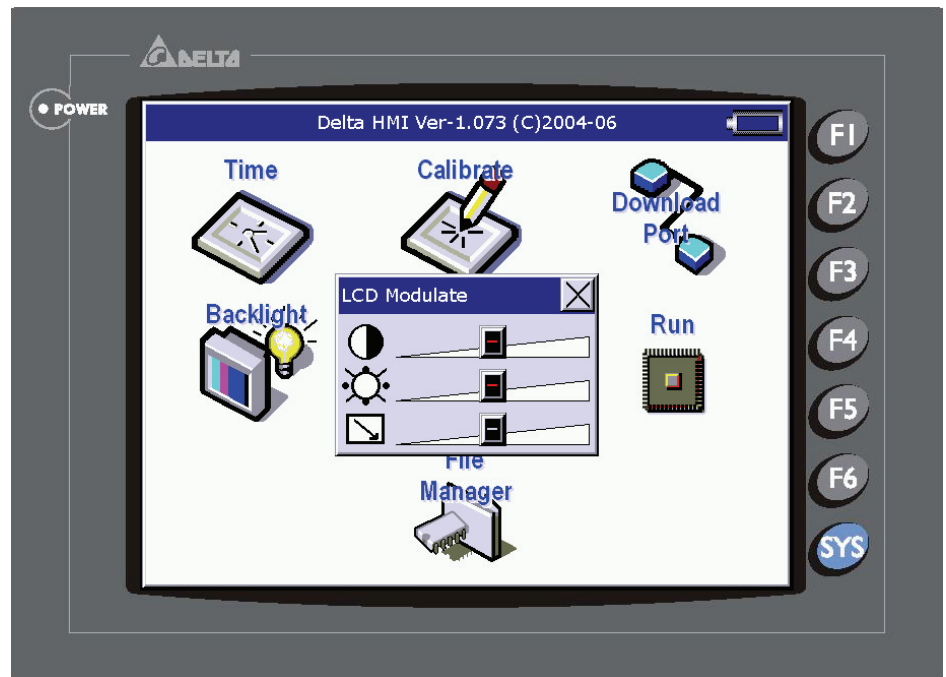 DELTA
POWER
Delta HMI Ver-1.073 (C)2004-06
Time
Calibrate
Download
Port
LCD Modulate
Backlight
Run
File
Manager
F1
F2
F3
F4
F5
F6
SYS